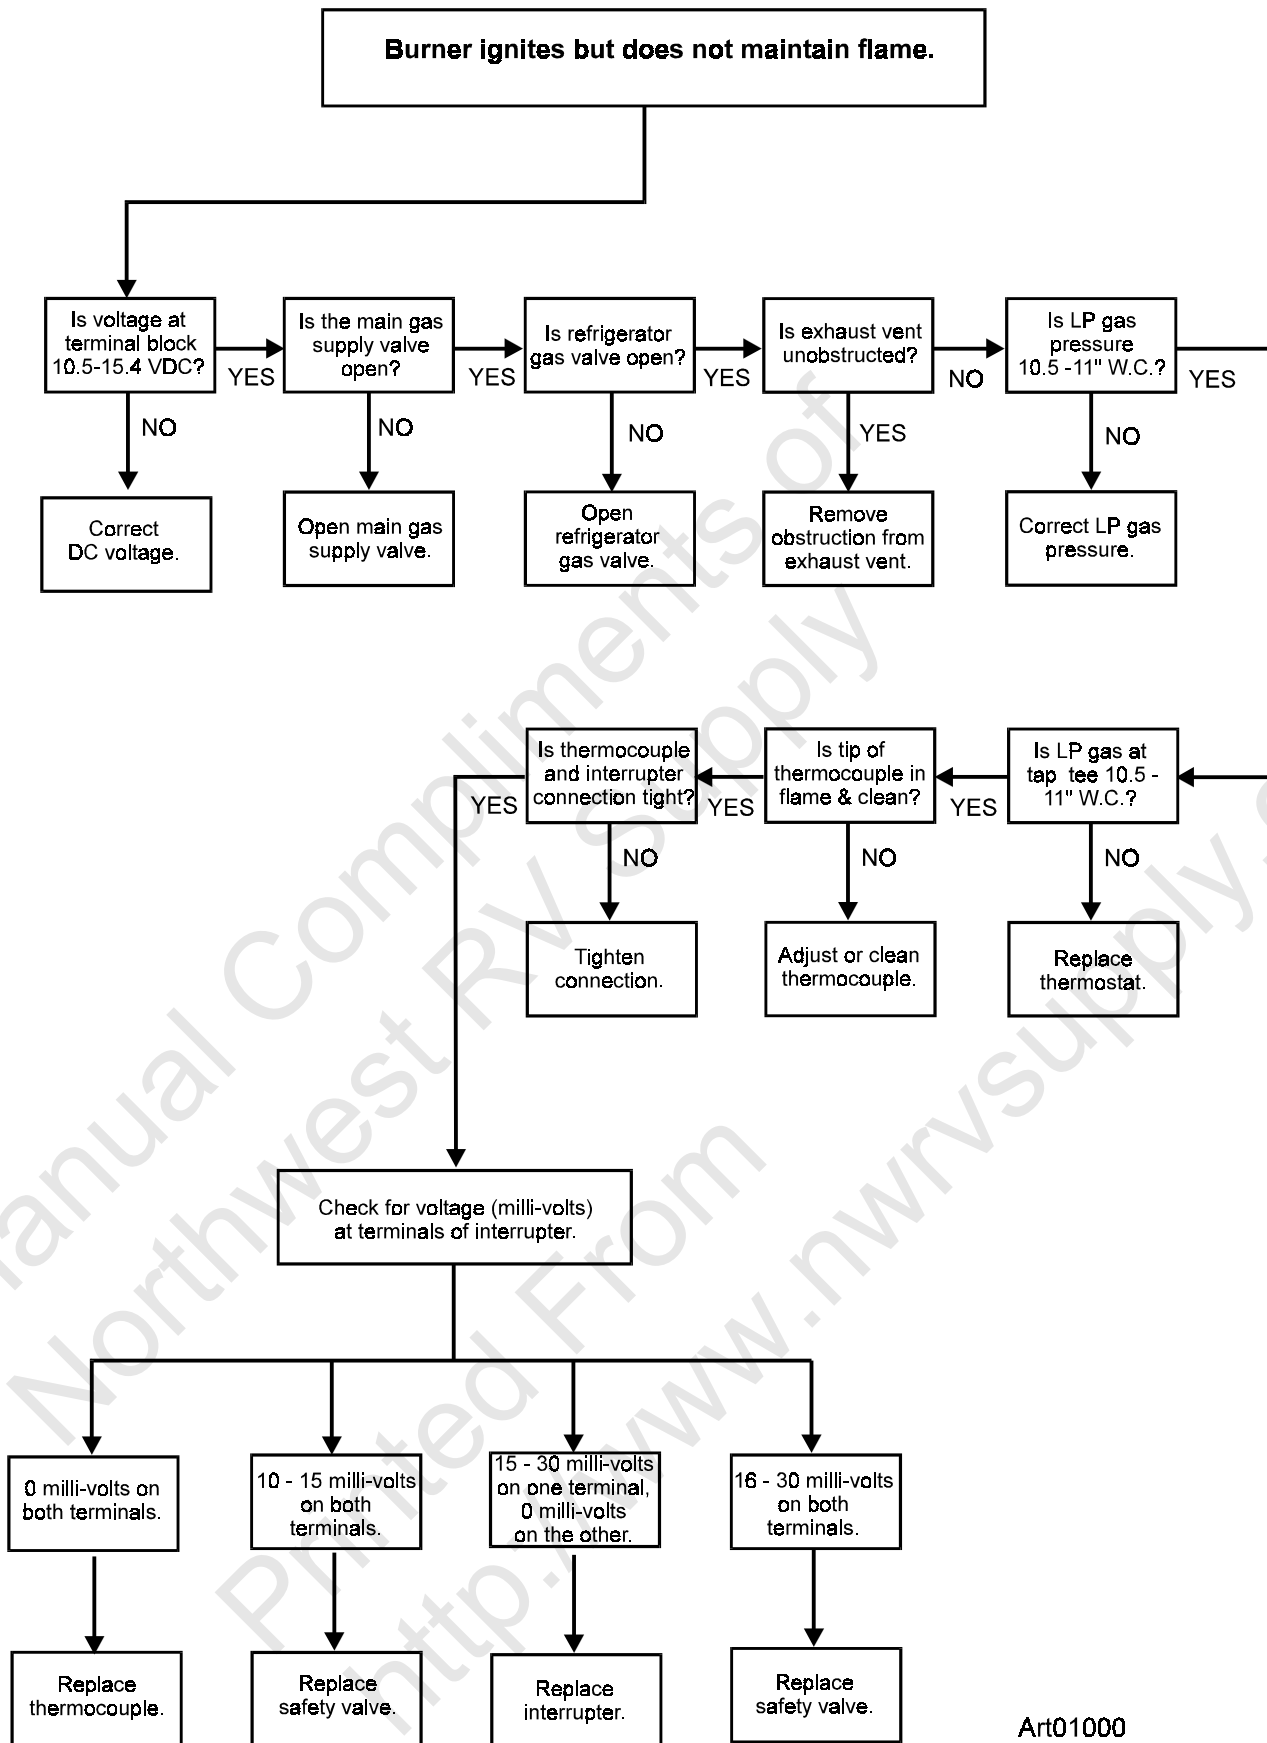 Burner ignites but does not maintain flame.
Is voltage at
terminal block
10.5-15.4 VDC?
YES
NO
Correct
DC voltage.
Is the main gas
supply valve
open?
YES
NO
Open main gas
supply valve.
Is refrigerator
gas valve open?
YES
NO
Open
refrigerator
gas valve.
Is exhaust vent
unobstructed?
NO
YES
Remove
obstruction from
exhaust vent.
Is LP gas
pressure
10.5 -11" W.C.?
YES
NO
Correct LP gas
pressure.
Is LP gas at
tap tee 10.5 -
11" W.C.?
YES
NO
Replace
thermostat.
Is tip of
thermocouple in
flame & clean?
YES
NO
Adjust or clean
thermocouple.
Is thermocouple
and interrupter
connection tight?
YES
NO
Tighten
connection.
Check for voltage (milli-volts)
at terminals of interrupter.
0 milli-volts on
both terminals.
Replace
thermocouple.
10 - 15 milli-volts
on both
terminals.
Replace
safety valve.
15 - 30 milli-volts
on one terminal,
0 milli-volts
on the other.
Replace
interrupter.
16 - 30 milli-volts
on both
terminals.
Replace
safety valve.
Art01000
Compliments of
Northwest RV Supply
Printed From
http://www.nwrvsupply